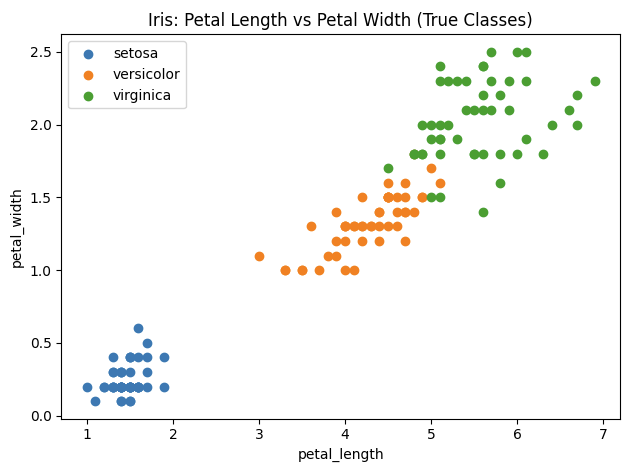 Iris: Petal Length vs Petal Width (True Classes)
setosa
versicolor
virginica
petal_width
2.5
2.0
1.5
1.0
0.5
0.0
1 2 3 4 5 6 7
petal_length